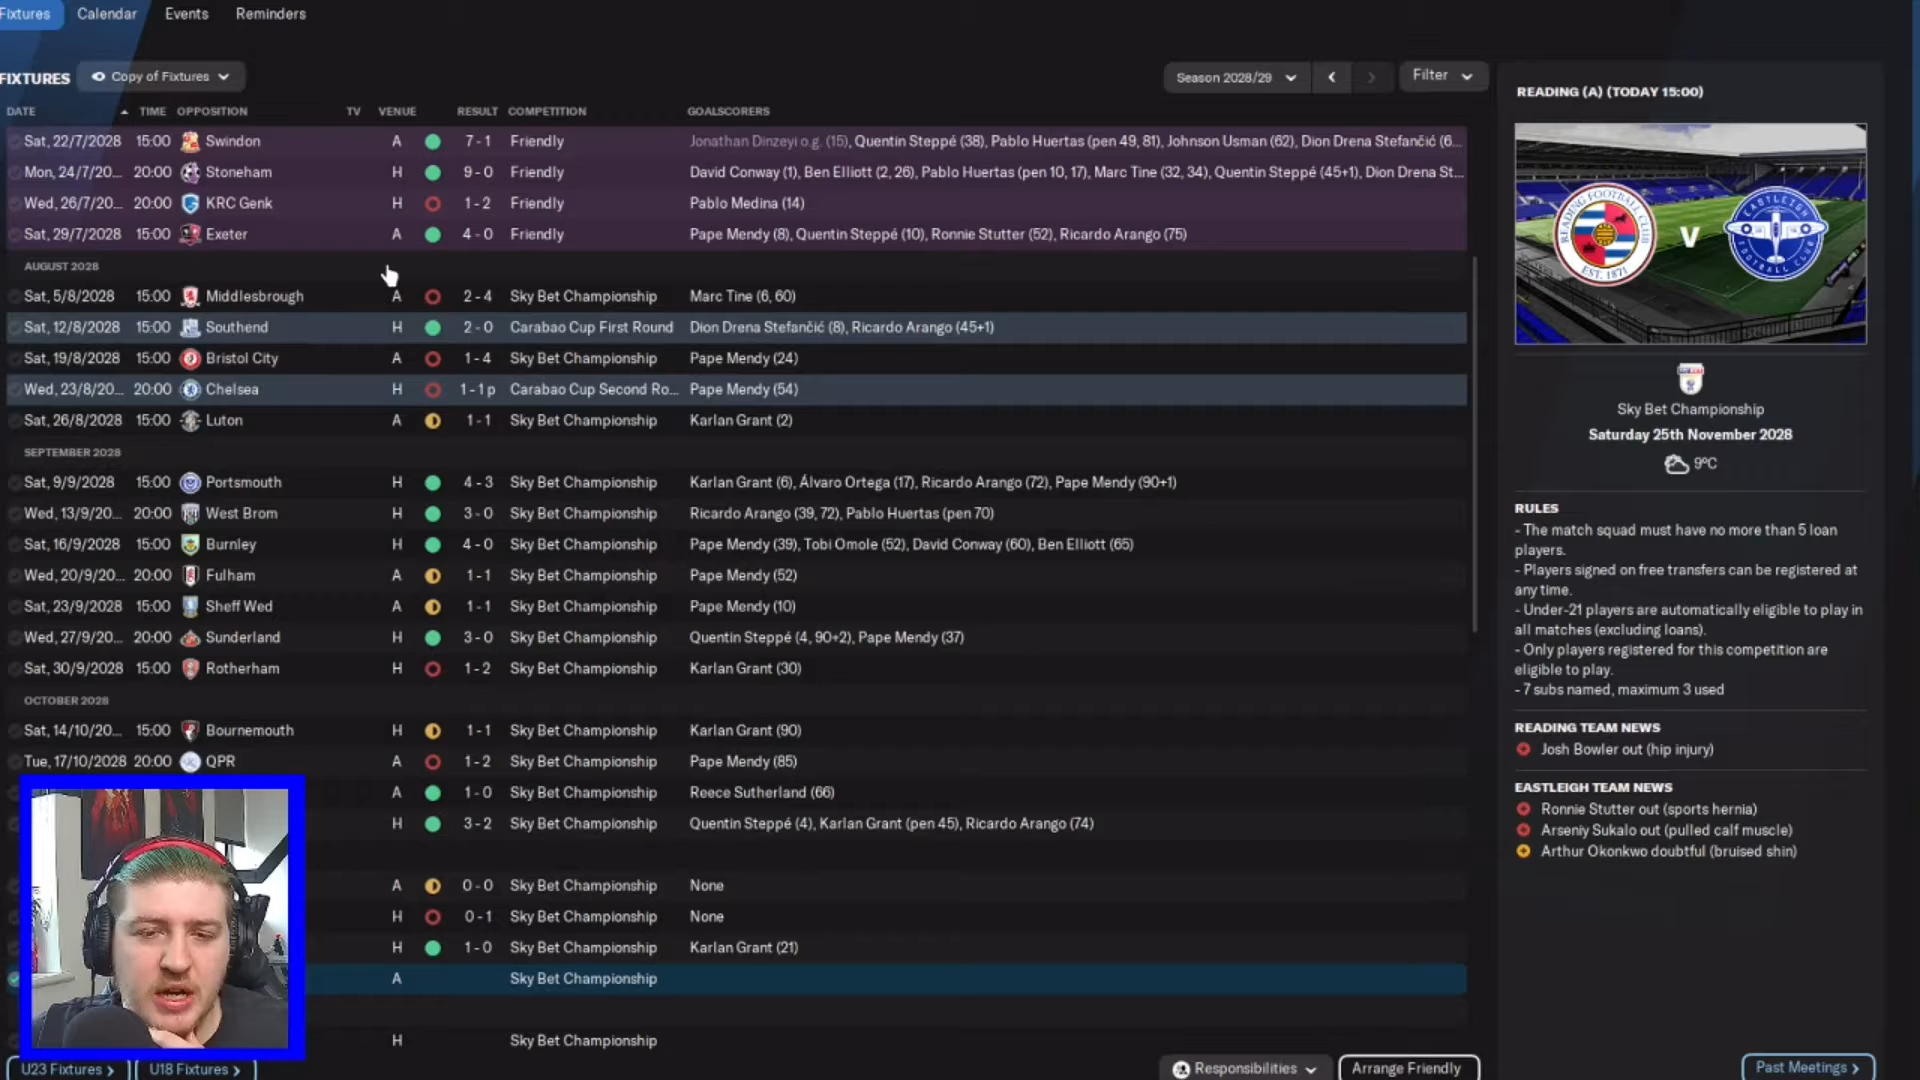 Fixtures Calendar Events Reminders
FIXTURES Copy of Fixtures Season 2028/29 Filter
DATE TIME OPPOSITION TV VENUE RESULT COMPETITION GOALSCORERS
Sat, 22/7/2028 15:00 Swindon A 7 - 1 Friendly Jonathan Dinzeyi o.g. (15), Quentin Steppé (38), Pablo Huertas (pen 49, 81), Johnson Usman (62), Dion Drena Stefančić (6...
Mon, 24/7/20... 20:00 Stoneham H 9 - 0 Friendly David Conway (1), Ben Elliott (2, 26), Pablo Huertas (pen 10, 17), Marc Tine (32, 34), Quentin Steppé (45+1), Dion Drena St...
Wed, 26/7/20... 20:00 KRC Genk H 1 - 2 Friendly Pablo Medina (14)
Sat, 29/7/2028 15:00 Exeter A 4 - 0 Friendly Pape Mendy (8), Quentin Steppé (10), Ronnie Stutter (52), Ricardo Arango (75)
AUGUST 2028
Sat, 5/8/2028 15:00 Middlesbrough A 2 - 4 Sky Bet Championship Marc Tine (6, 60)
Sat, 12/8/2028 15:00 Southend H 2 - 0 Carabao Cup First Round Dion Drena Stefančić (8), Ricardo Arango (45+1)
Sat, 19/8/2028 15:00 Bristol City A 1 - 4 Sky Bet Championship Pape Mendy (24)
Wed, 23/8/20... 20:00 Chelsea H 1 - 1 p Carabao Cup Second Ro... Pape Mendy (54)
Sat, 26/8/2028 15:00 Luton A 1 - 1 Sky Bet Championship Karlan Grant (2)
SEPTEMBER 2028
Sat, 9/9/2028 15:00 Portsmouth H 4 - 3 Sky Bet Championship Karlan Grant (6), Álvaro Ortega (17), Ricardo Arango (72), Pape Mendy (90+1)
Wed, 13/9/20... 20:00 West Brom H 3 - 0 Sky Bet Championship Ricardo Arango (39, 72), Pablo Huertas (pen 70)
Sat, 16/9/2028 15:00 Burnley H 4 - 0 Sky Bet Championship Pape Mendy (39), Tobi Omole (52), David Conway (60), Ben Elliott (65)
Wed, 20/9/20... 20:00 Fulham A 1 - 1 Sky Bet Championship Pape Mendy (52)
Sat, 23/9/2028 15:00 Sheff Wed A 1 - 1 Sky Bet Championship Pape Mendy (10)
Wed, 27/9/20... 20:00 Sunderland H 3 - 0 Sky Bet Championship Quentin Steppé (4, 90+2), Pape Mendy (37)
Sat, 30/9/2028 15:00 Rotherham H 1 - 2 Sky Bet Championship Karlan Grant (30)
OCTOBER 2028
Sat, 14/10/20... 15:00 Bournemouth H 1 - 1 Sky Bet Championship Karlan Grant (90)
Tue, 17/10/2028 20:00 QPR A 1 - 2 Sky Bet Championship Pape Mendy (85)
A 1 - 0 Sky Bet Championship Reece Sutherland (66)
H 3 - 2 Sky Bet Championship Quentin Steppé (4), Karlan Grant (pen 45), Ricardo Arango (74)
A 0 - 0 Sky Bet Championship None
H 0 - 1 Sky Bet Championship None
H 1 - 0 Sky Bet Championship Karlan Grant (21)
A Sky Bet Championship
H Sky Bet Championship
U23 Fixtures U18 Fixtures Responsibilities Arrange Friendly
READING (A) (TODAY 15:00)
READING FOOTBALL CLUB
EST. 1871
V
EASTLEIGH
FOOTBALL CLUB
Sky Bet Championship
Saturday 25th November 2028
9°C
RULES
- The match squad must have no more than 5 loan
players.
- Players signed on free transfers can be registered at
any time.
- Under-21 players are automatically eligible to play in
all matches (excluding loans).
- Only players registered for this competition are
eligible to play.
- 7 subs named, maximum 3 used
READING TEAM NEWS
Josh Bowler out (hip injury)
EASTLEIGH TEAM NEWS
Ronnie Stutter out (sports hernia)
Arseniy Sukalo out (pulled calf muscle)
Arthur Okonkwo doubtful (bruised shin)
Past Meetings